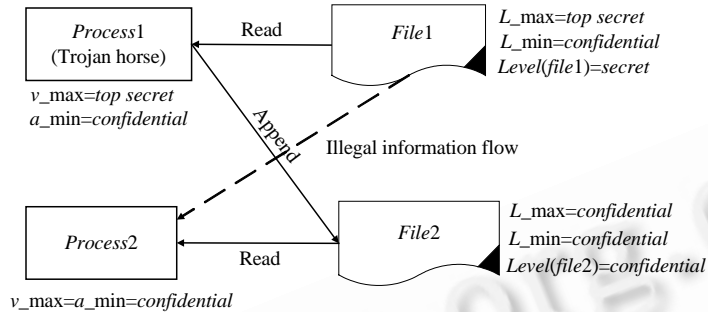 Process1
(Trojan horse)
v_max=top secret
a_min=confidential
Read
File1
L_max=top secret
L_min=confidential
Level(file1)=secret
Append
Illegal information flow
Process2
v_max=a_min=confidential
Read
File2
L_max=confidential
L_min=confidential
Level(file2)=confidential